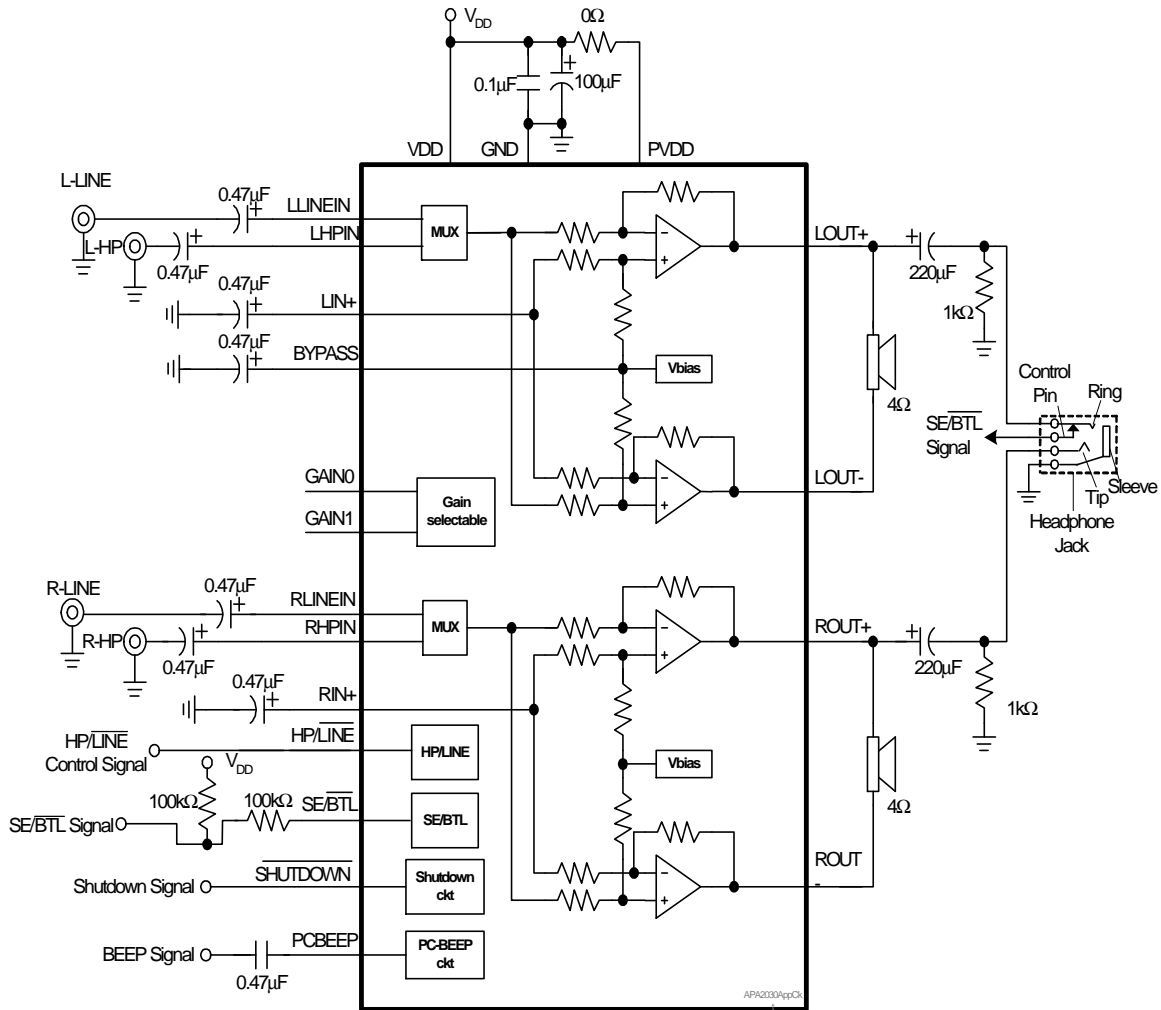 VDD
0Ω
0.1µF
+
100µF
VDD
GND
PVDD
L-LINE
0.47µF
+
LLINEIN
L-HP
+
LHPIN
0.47µF
MUX
0.47µF
+
LIN+
0.47µF
+
BYPASS
Vbias
−
+
−
+
LOUT+
+
220µF
1kΩ
4Ω
LOUT-
Control
Pin
Ring
SE/BTL
Signal
Tip
Sleeve
Headphone
Jack
GAIN0
GAIN1
Gain
selectable
R-LINE
0.47µF
+
RLINEIN
R-HP
+
RHPIN
0.47µF
MUX
0.47µF
+
RIN+
−
+
ROUT+
+
220µF
1kΩ
HP/LINE
Control Signal
HP/LINE
HP/LINE
Vbias
4Ω
VDD
100kΩ
100kΩ
SE/BTL
SE/BTL
SE/BTL Signal
−
+
ROUT
-
Shutdown Signal
SHUTDOWN
Shutdown
ckt
BEEP Signal
PCBEEP
PC-BEEP
ckt
0.47µF
APA2030AppCk